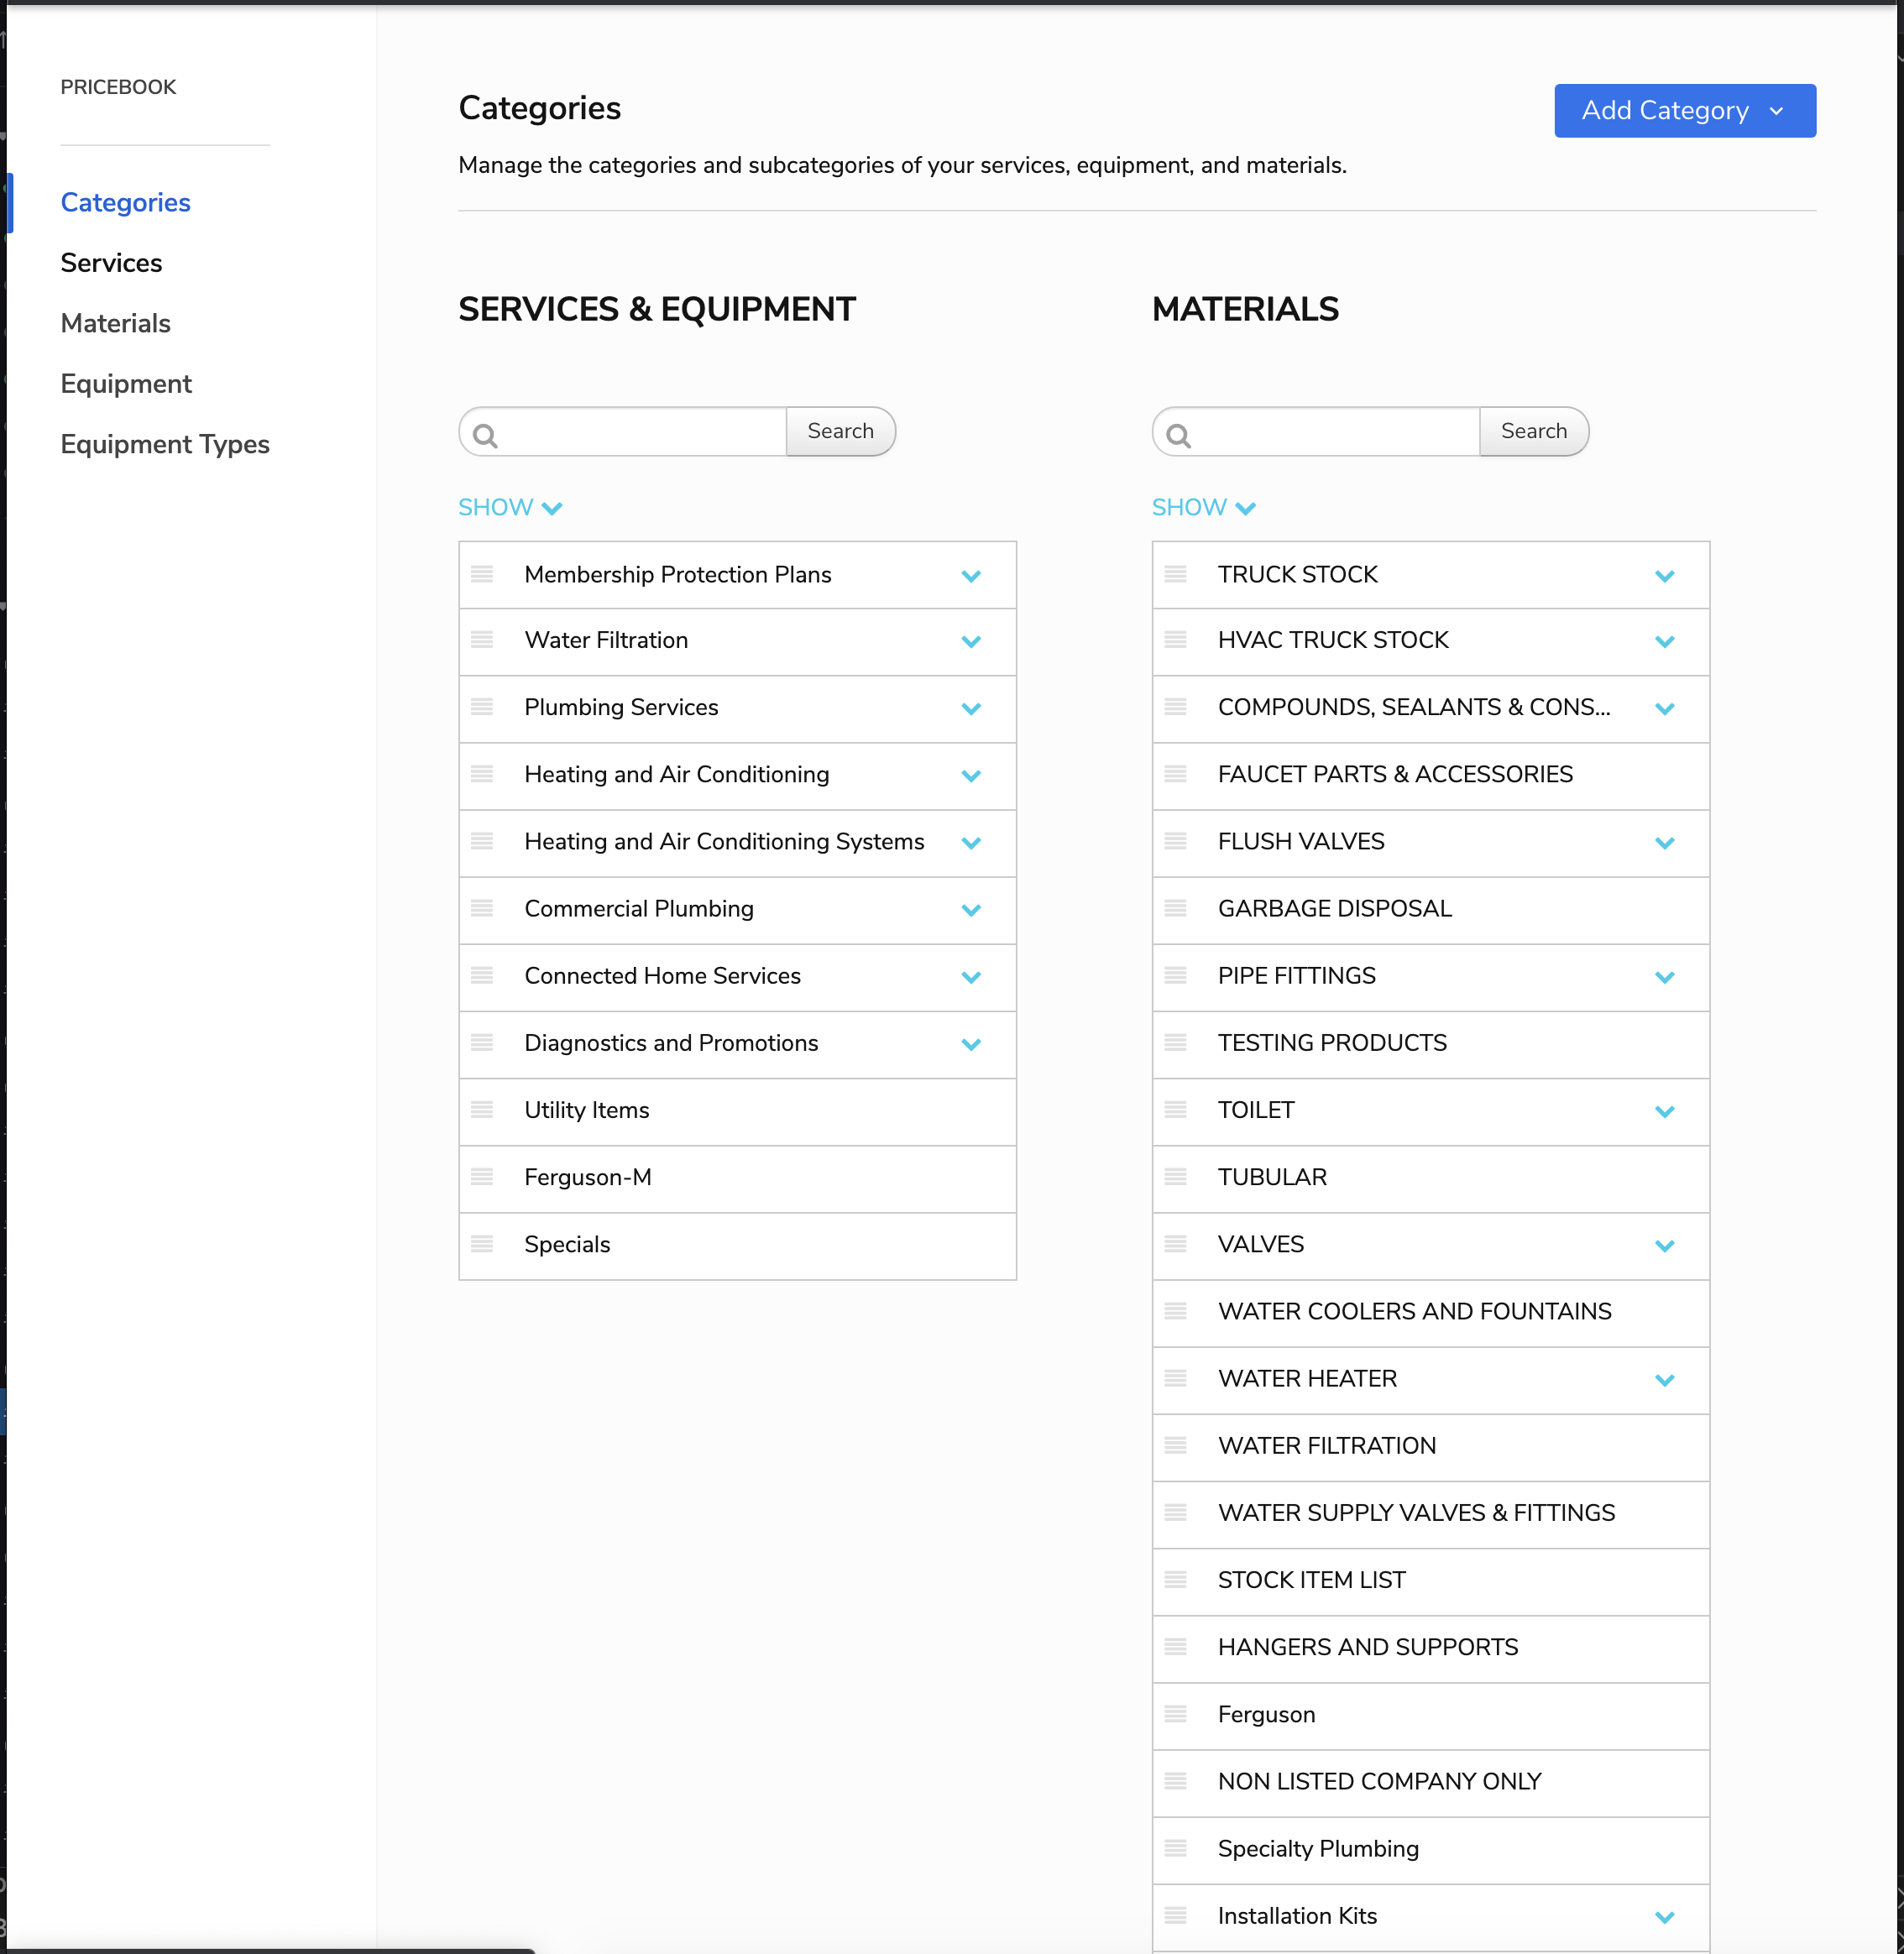 PRICEBOOK
Categories
Services
Materials
Equipment
Equipment Types
Categories
Add Category
Manage the categories and subcategories of your services, equipment, and materials.
SERVICES & EQUIPMENT
Search
SHOW
Membership Protection Plans
Water Filtration
Plumbing Services
Heating and Air Conditioning
Heating and Air Conditioning Systems
Commercial Plumbing
Connected Home Services
Diagnostics and Promotions
Utility Items
Ferguson-M
Specials
MATERIALS
Search
SHOW
TRUCK STOCK
HVAC TRUCK STOCK
COMPOUNDS, SEALANTS & CONS...
FAUCET PARTS & ACCESSORIES
FLUSH VALVES
GARBAGE DISPOSAL
PIPE FITTINGS
TESTING PRODUCTS
TOILET
TUBULAR
VALVES
WATER COOLERS AND FOUNTAINS
WATER HEATER
WATER FILTRATION
WATER SUPPLY VALVES & FITTINGS
STOCK ITEM LIST
HANGERS AND SUPPORTS
Ferguson
NON LISTED COMPANY ONLY
Specialty Plumbing
Installation Kits